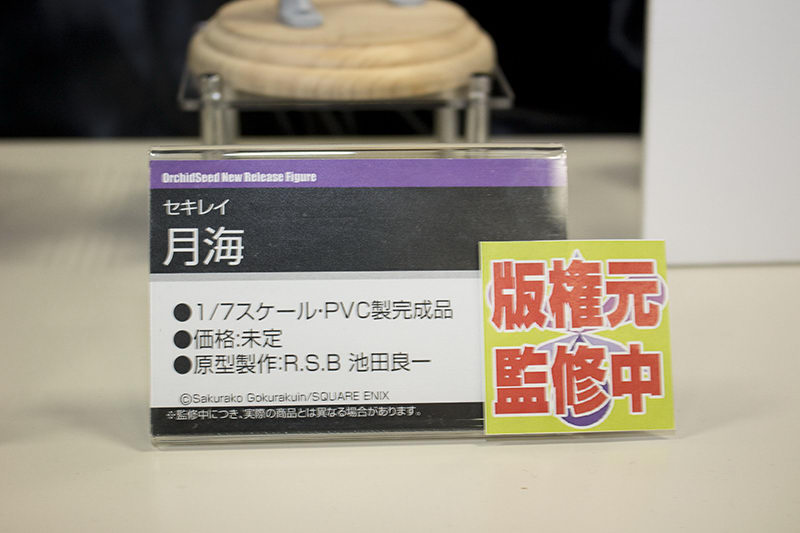 OrchidSeed New Release Figure
セキレイ
月海
●1/7スケール・PVC製完成品
●価格:未定
●原型製作:R.S.B 池田良一
©Sakurako Gokurakuin/SQUARE ENIX
※監修中につき、実際の商品とは異なる場合があります。
版権元
監修中